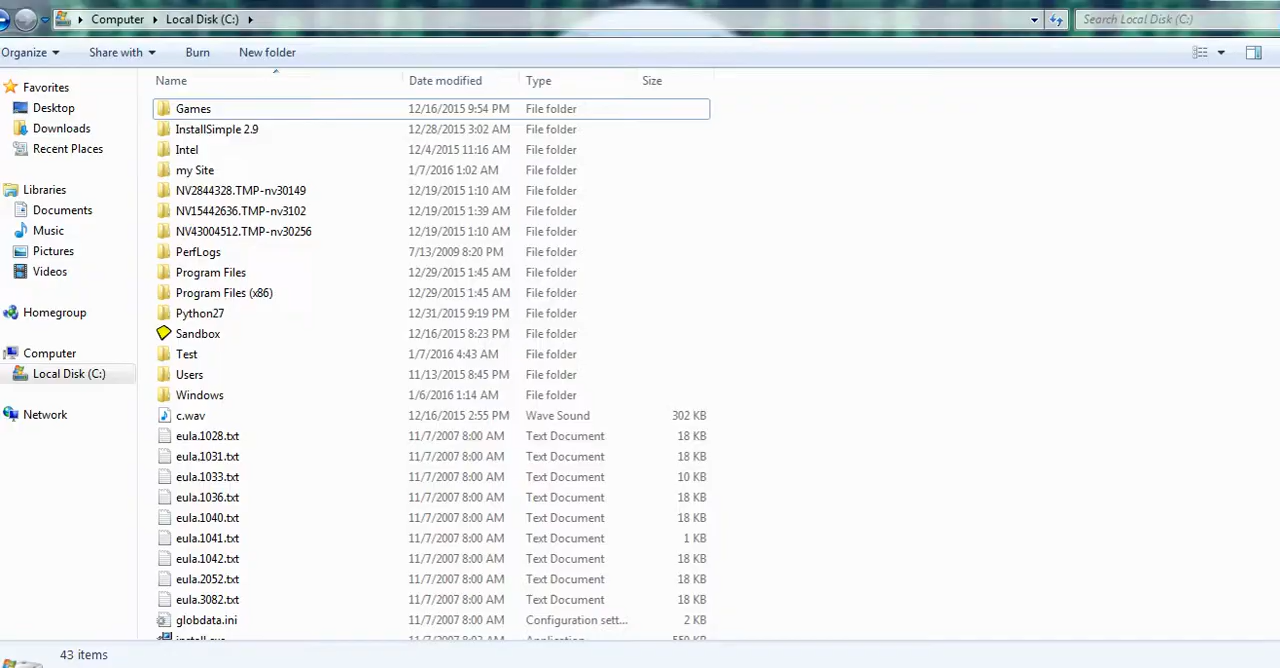 Computer Local Disk (C:) Search Local Disk (C:)
Organize Share with Burn New folder
Name Date modified Type Size
Favorites
Desktop
Downloads
Recent Places
Libraries
Documents
Music
Pictures
Videos
Homegroup
Computer
Local Disk (C:)
Network
Games 12/16/2015 9:54 PM File folder
InstallSimple 2.9 12/28/2015 3:02 AM File folder
Intel 12/4/2015 11:16 AM File folder
my Site 1/7/2016 1:02 AM File folder
NV2844328.TMP-nv30149 12/19/2015 1:10 AM File folder
NV15442636.TMP-nv3102 12/19/2015 1:39 AM File folder
NV43004512.TMP-nv30256 12/19/2015 1:10 AM File folder
PerfLogs 7/13/2009 8:20 PM File folder
Program Files 12/29/2015 1:45 AM File folder
Program Files (x86) 12/29/2015 1:45 AM File folder
Python27 12/31/2015 9:19 PM File folder
Sandbox 12/16/2015 8:23 PM File folder
Test 1/7/2016 4:43 AM File folder
Users 11/13/2015 8:45 PM File folder
Windows 1/6/2016 1:14 AM File folder
c.wav 12/16/2015 2:55 PM Wave Sound 302 KB
eula.1028.txt 11/7/2007 8:00 AM Text Document 18 KB
eula.1031.txt 11/7/2007 8:00 AM Text Document 18 KB
eula.1033.txt 11/7/2007 8:00 AM Text Document 10 KB
eula.1036.txt 11/7/2007 8:00 AM Text Document 18 KB
eula.1040.txt 11/7/2007 8:00 AM Text Document 18 KB
eula.1041.txt 11/7/2007 8:00 AM Text Document 1 KB
eula.1042.txt 11/7/2007 8:00 AM Text Document 18 KB
eula.2052.txt 11/7/2007 8:00 AM Text Document 18 KB
eula.3082.txt 11/7/2007 8:00 AM Text Document 18 KB
globdata.ini 11/7/2007 8:00 AM Configuration sett... 2 KB
43 items